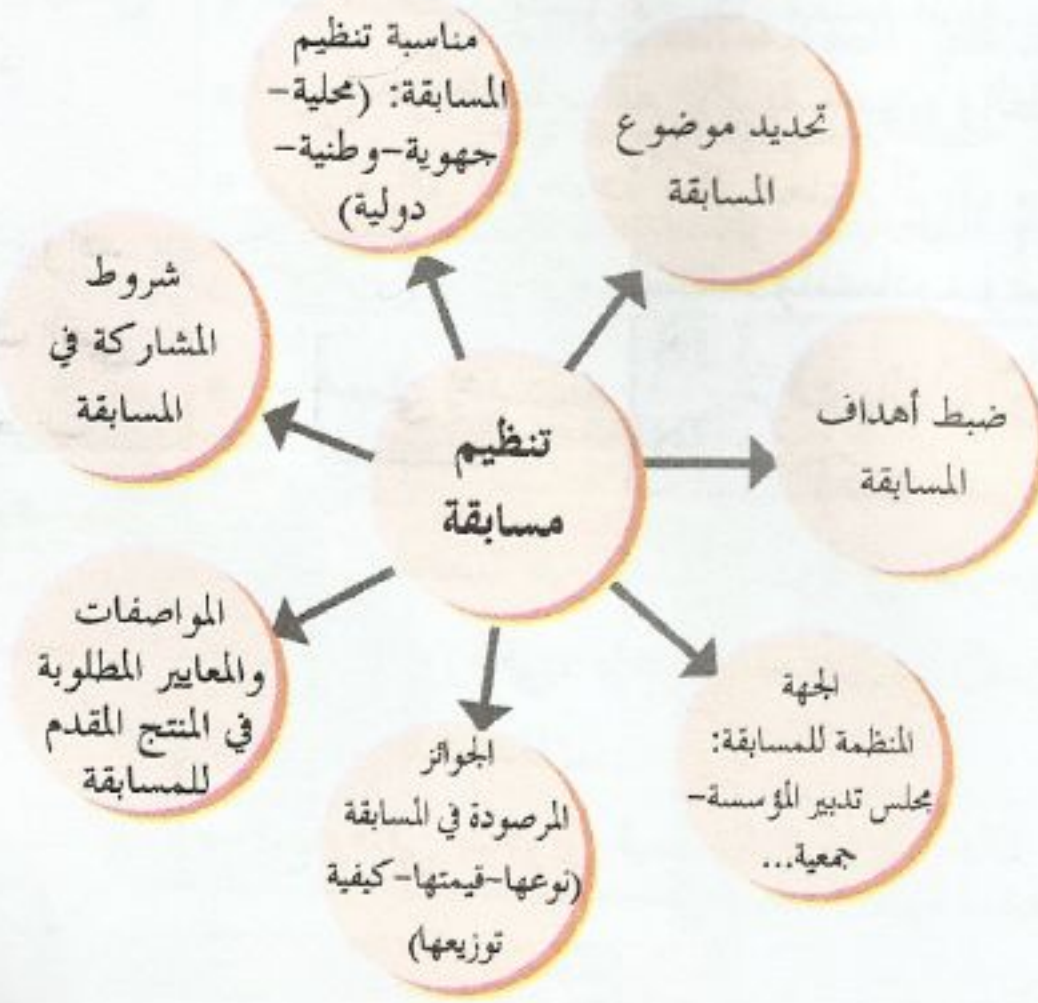 تنظيم
مسابقة
تحديد موضوع
المسابقة
ضبط أهداف
المسابقة
الجهة
المنظمة للمسابقة:
مجلس تدبير المؤسسة-
جمعية...
الجوائز
المرصودة في المسابقة
(نوعها-قيمتها-كيفية
توزيعها)
المواصفات
والمعايير المطلوبة
في المنتج المقدم
للمسابقة
شروط
المشاركة في
المسابقة
مناسبة تنظيم
المسابقة: (محلية-
جهوية-وطنية-
دولية)